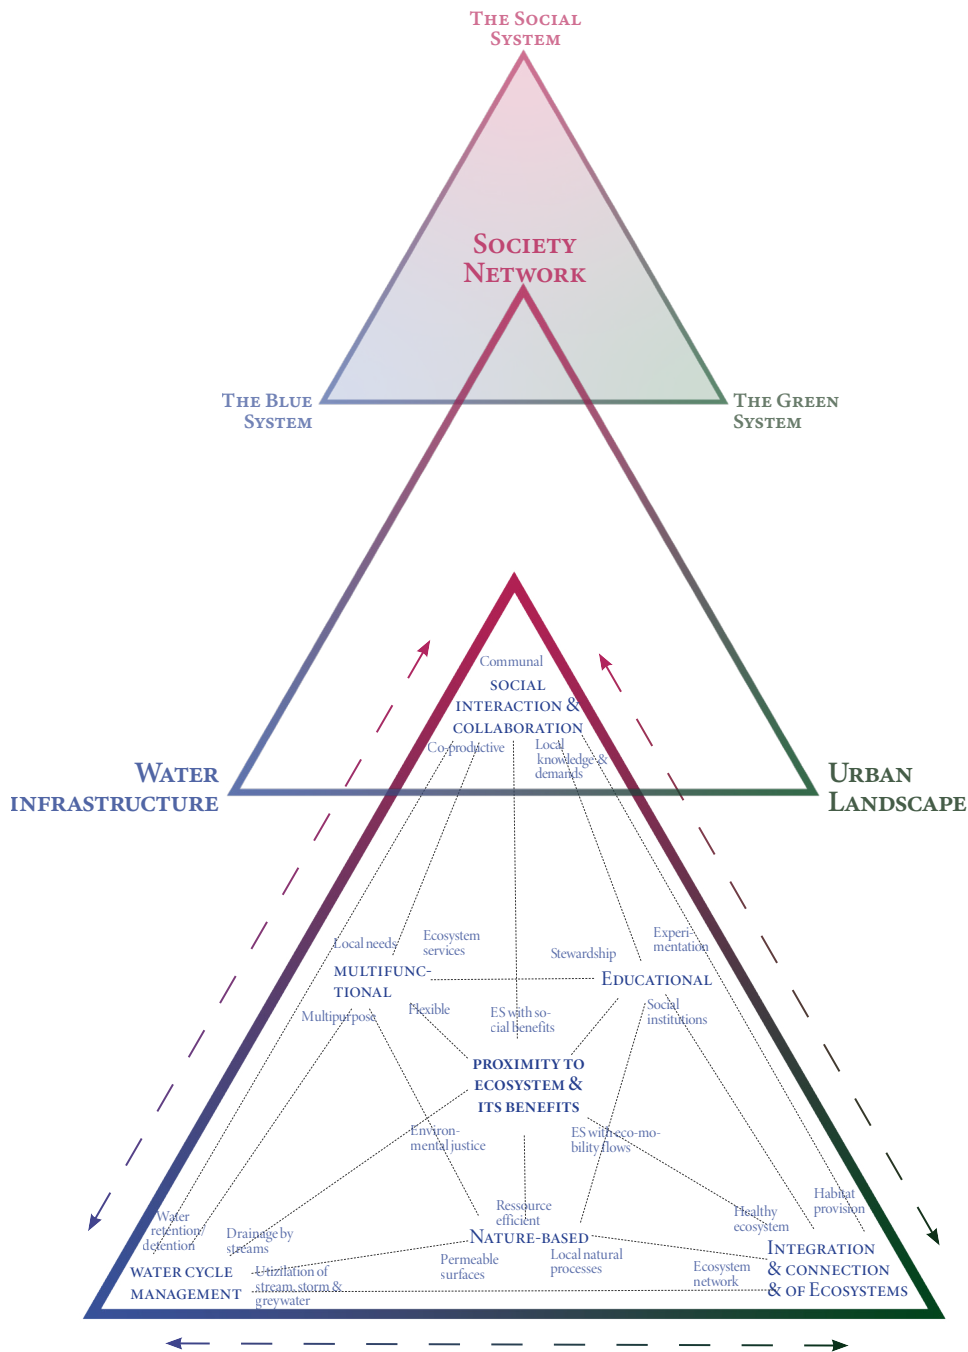 The Social
System
Society
Network
The Blue
System
The Green
System
Communal
social
interaction &
collaboration
Co-productive
Local
knowledge &
demands
Water
infrastructure
Urban
Landscape
Local needs
Ecosystem
services
Stewardship
Experi-
mentation
multifunc-
tional
Educational
Multipurpose
Flexible
ES with so-
cial benefits
Social
institutions
proximity to
ecosystem &
its benefits
Environ-
mental justice
ES with eco-mo-
bility flows
Water
retention/
detention
Drainage by
streams
Ressource
efficient
Nature-based
Healthy
ecosystem
Habitat
provision
water cycle
management
Utizilation of
stream, storm &
greywater
Permeable
surfaces
Local natural
processes
Ecosystem
network
Integration
& connection
& of Ecosystems